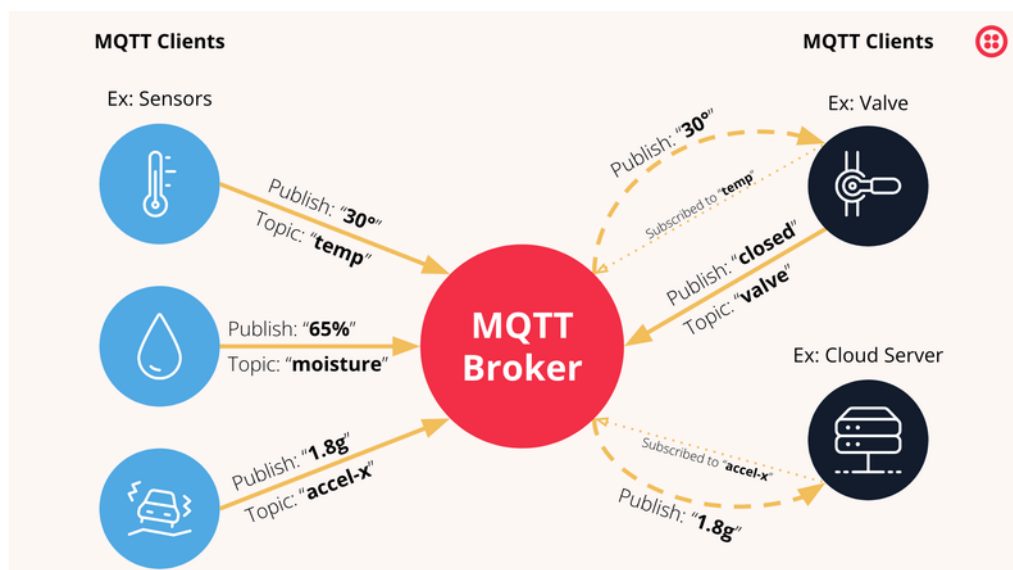 MQTT Clients
MQTT Clients
Ex: Sensors
Ex: Valve
Publish: “30°”
Topic: “temp”
Publish: “30°”
Subscribed to “temp”
Publish: “closed”
Topic: “valve”
Publish: “65%”
Topic: “moisture”
MQTT
Broker
Ex: Cloud Server
Publish: “1.8g”
Topic: “accel-x”
Subscribed to “accel-x”
Publish: “1.8g”